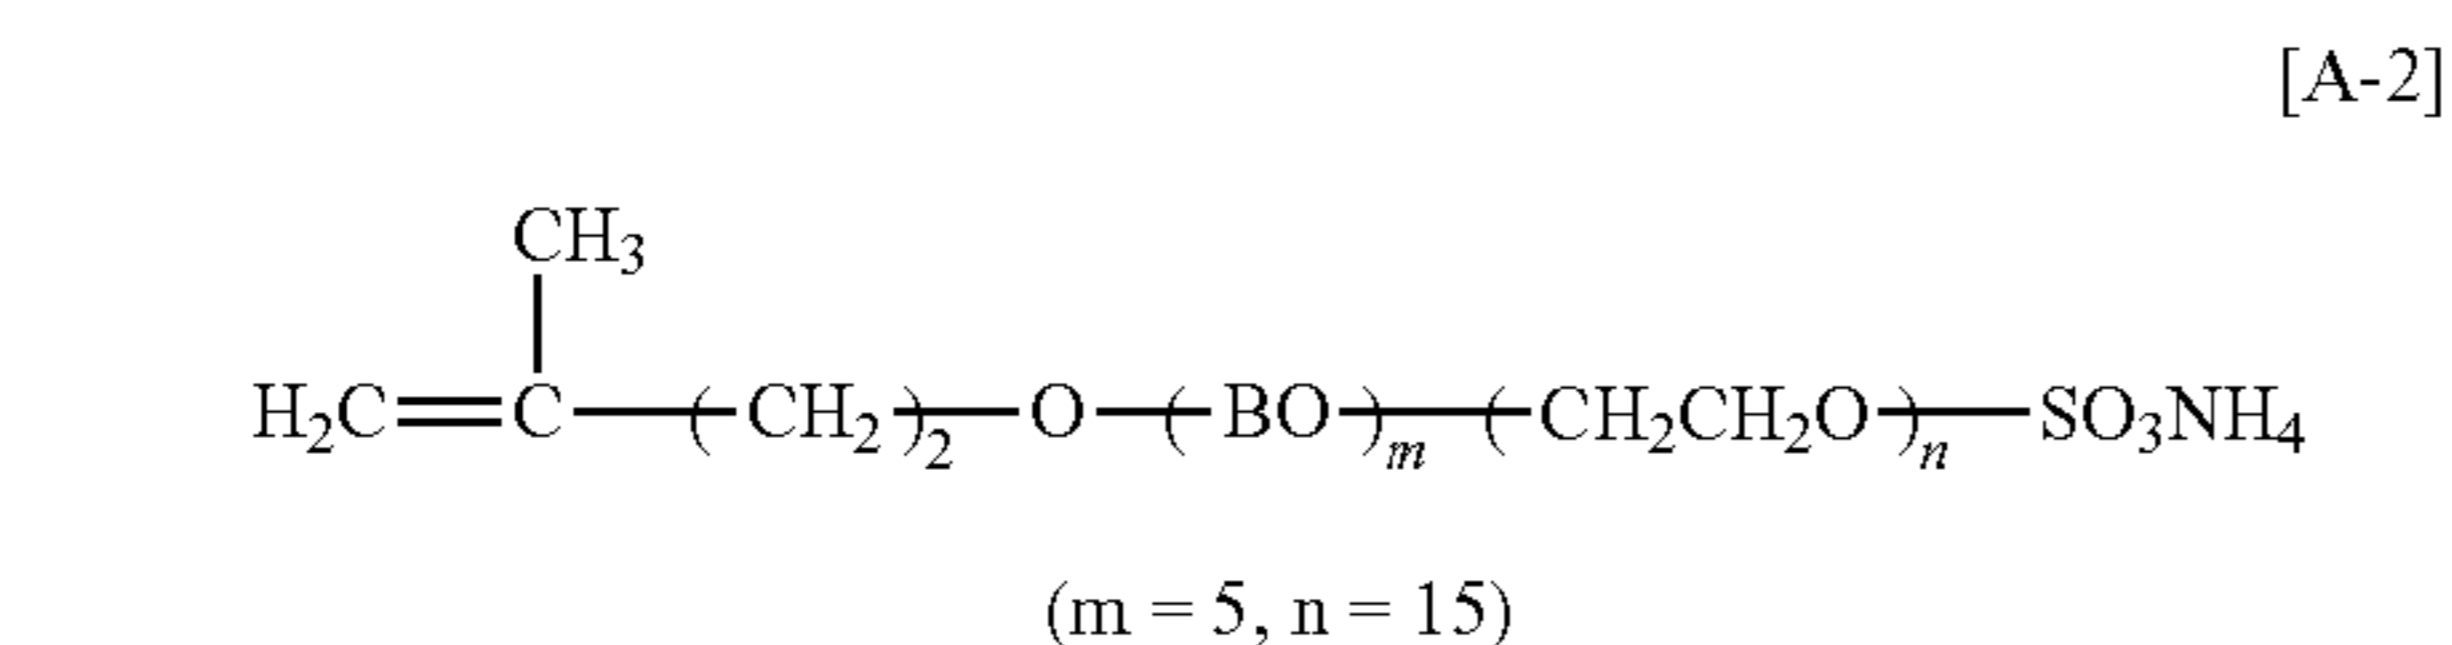 [A-2]
CH₃
H₂C=C-(CH₂)₂-O-(BO)ₘ-(CH₂CH₂O)ₙ-SO₃NH₄
(m = 5, n = 15)